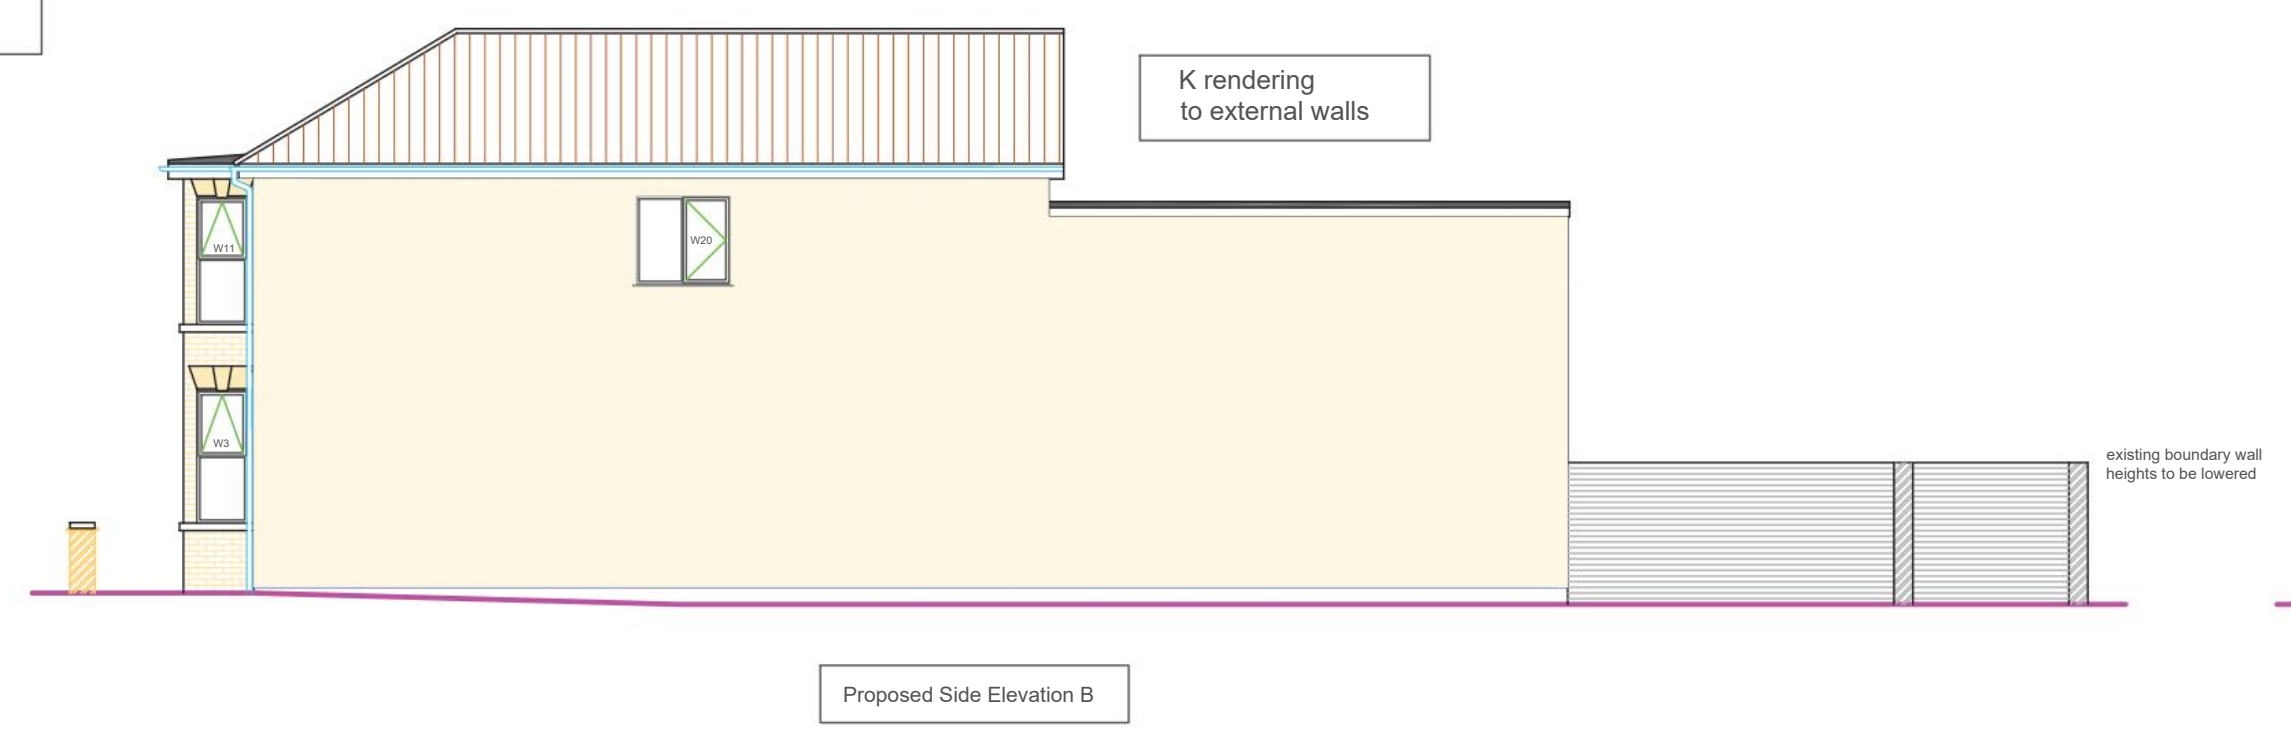 K rendering
to external walls
W11
W20
W3
existing boundary wall
heights to be lowered
Proposed Side Elevation B